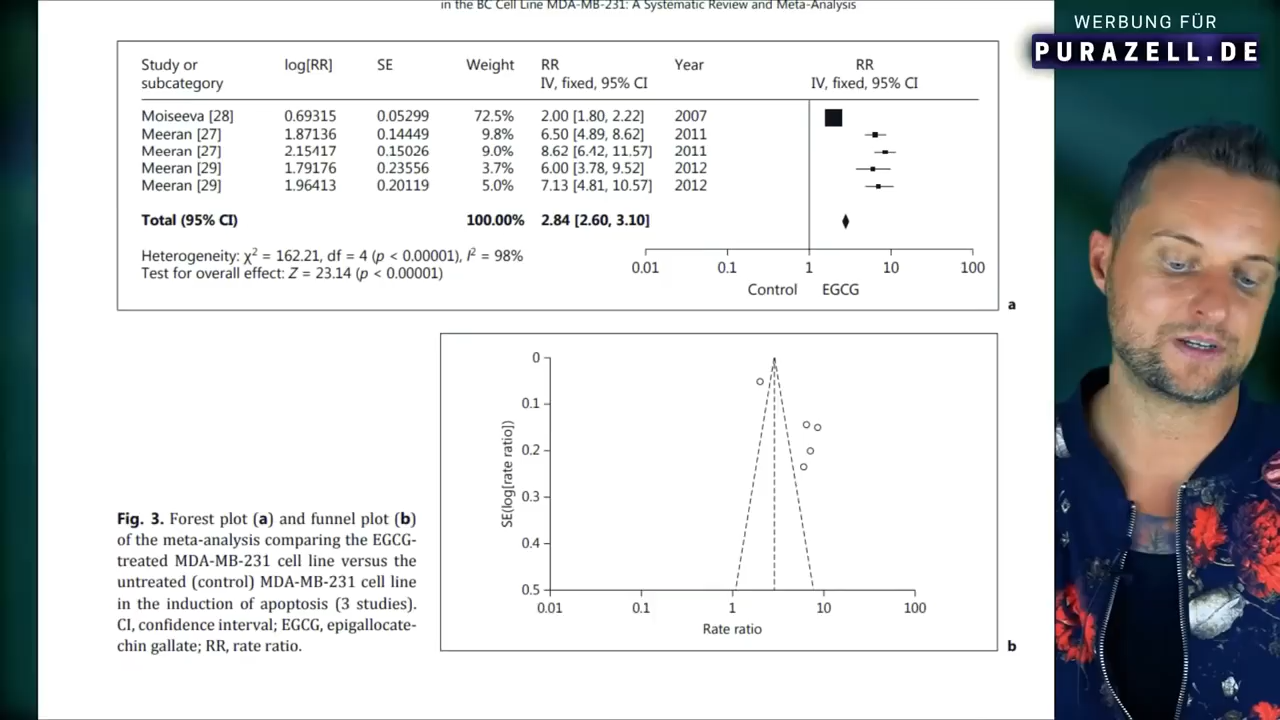 in the BC Cell Line MDA-MB-231: A Systematic Review and Meta-Analysis
WERBUNG FÜR
PURAZELL.DE
Study or subcategory log[RR] SE Weight RR IV, fixed, 95% CI Year RR IV, fixed, 95% CI
Moiseeva [28] 0.69315 0.05299 72.5% 2.00 [1.80, 2.22] 2007
Meeran [27] 1.87136 0.14449 9.8% 6.50 [4.89, 8.62] 2011
Meeran [27] 2.15417 0.15026 9.0% 8.62 [6.42, 11.57] 2011
Meeran [29] 1.79176 0.23556 3.7% 6.00 [3.78, 9.52] 2012
Meeran [29] 1.96413 0.20119 5.0% 7.13 [4.81, 10.57] 2012
Total (95% CI) 100.00% 2.84 [2.60, 3.10]
Heterogeneity: χ² = 162.21, df = 4 (p < 0.00001), I² = 98%
Test for overall effect: Z = 23.14 (p < 0.00001)
0.01 0.1 1 10 100
Control EGCG
a
0
0.1
0.2
0.3
0.4
0.5
SE(log[rate ratio])
0.01 0.1 1 10 100
Rate ratio
b
Fig. 3. Forest plot (a) and funnel plot (b)
of the meta-analysis comparing the EGCG-
treated MDA-MB-231 cell line versus the
untreated (control) MDA-MB-231 cell line
in the induction of apoptosis (3 studies).
CI, confidence interval; EGCG, epigallocate-
chin gallate; RR, rate ratio.